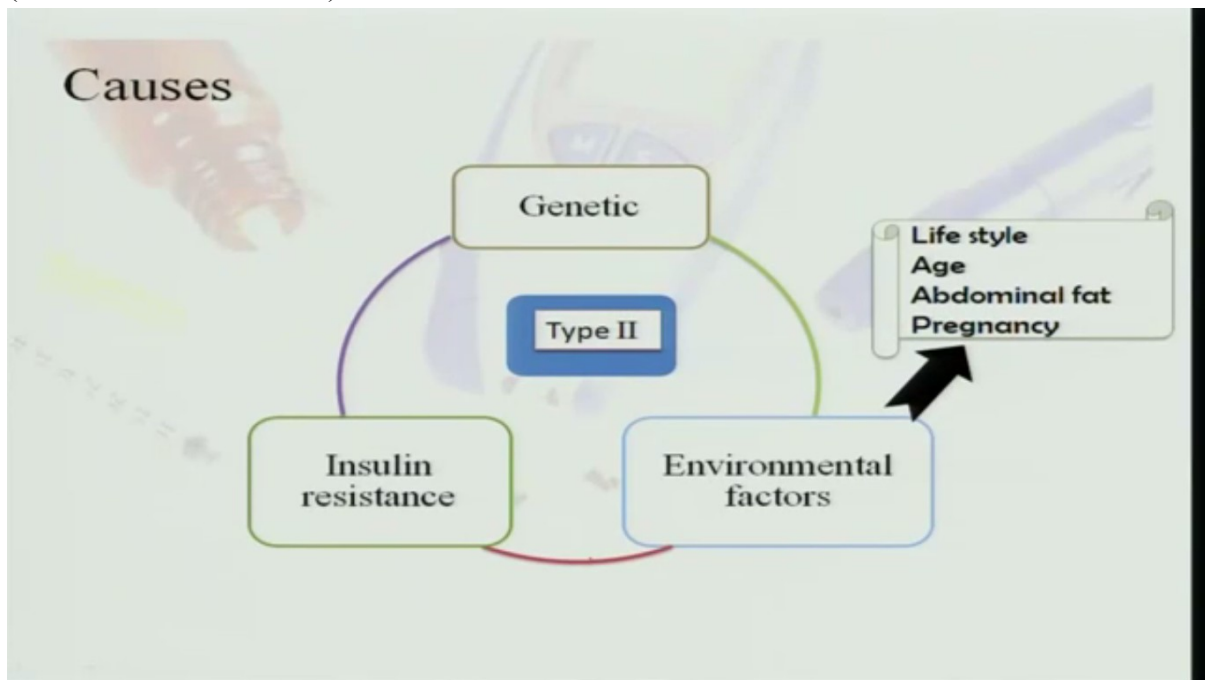 Causes
Genetic
Type II
Life style
Age
Abdominal fat
Pregnancy
Insulin
resistance
Environmental
factors